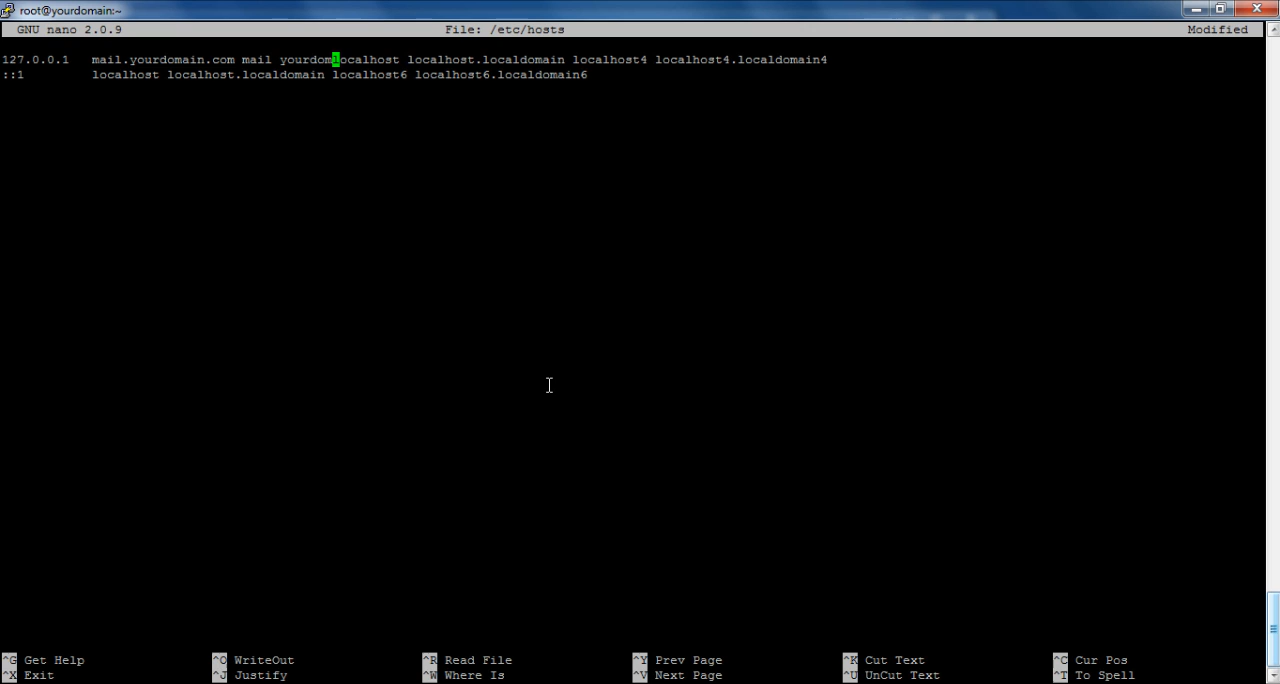 root@yourdomain:~
GNU nano 2.0.9 File: /etc/hosts Modified
127.0.0.1 mail.yourdomain.com mail yourdomlocalhost localhost.localdomain localhost4 localhost4.localdomain4
::1 localhost localhost.localdomain localhost6 localhost6.localdomain6
^G Get Help ^O WriteOut ^R Read File ^Y Prev Page ^K Cut Text ^C Cur Pos
^X Exit ^J Justify ^W Where Is ^V Next Page ^U UnCut Text ^T To Spell